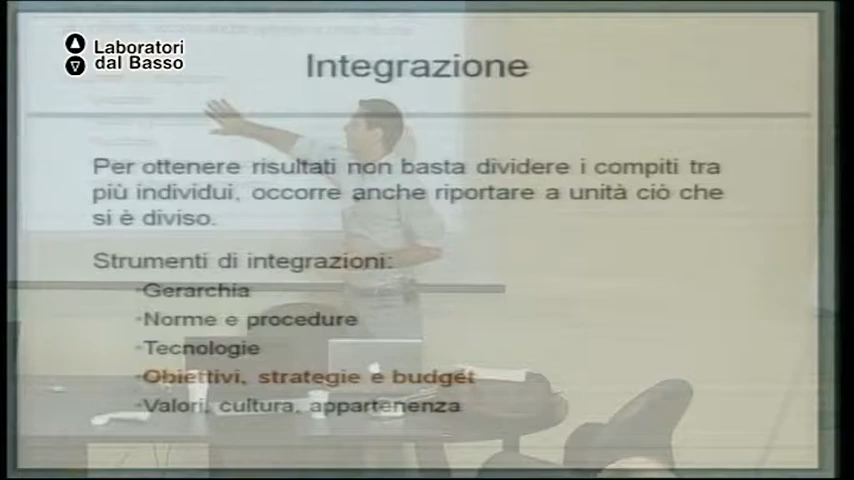 Laboratori
dal Basso
Integrazione
Per ottenere risultati non basta dividere i compiti tra
più individui, occorre anche riportare a unità ciò che
si è diviso.
Strumenti di integrazioni:
Gerarchia
Norme e procedure
Tecnologie
Obiettivi, strategie e budget
Valori, cultura, appartenenza